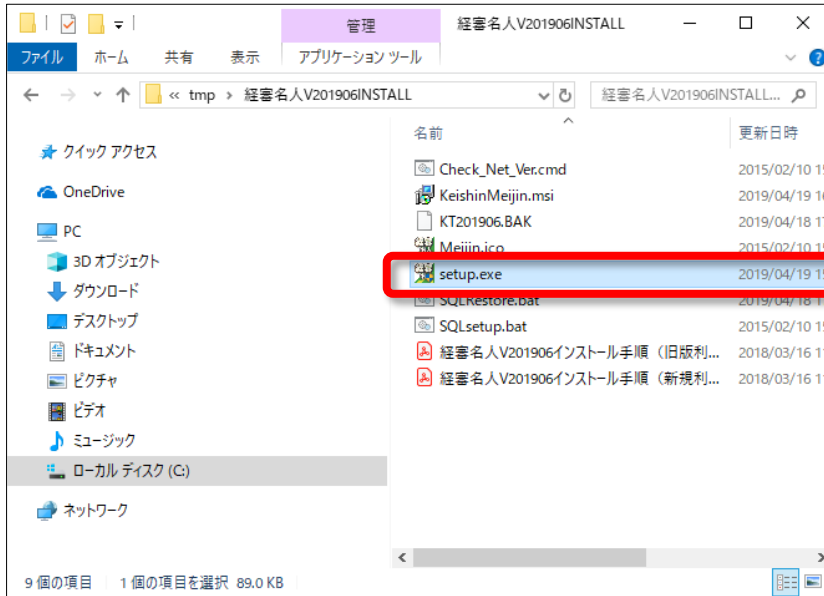 管理
経審名人V201906INSTALL
ファイル ホーム 共有 表示 アプリケーション ツール
« tmp › 経審名人V201906INSTALL
経審名人V201906INSTALL...
名前 更新日時
クイック アクセス
OneDrive
PC
3D オブジェクト
ダウンロード
デスクトップ
ドキュメント
ピクチャ
ビデオ
ミュージック
ローカル ディスク (C:)
ネットワーク
Check_Net_Ver.cmd 2015/02/10 15
KeishinMeijin.msi 2019/04/19 16
KT201906.BAK 2019/04/18 17
Meijin.ico 2015/02/10 15
setup.exe 2019/04/19 15
SQLRestore.bat 2019/04/18
SQLsetup.bat 2015/02/10 15
経審名人V201906インストール手順（旧版利... 2018/03/16 1
経審名人V201906インストール手順（新規利... 2018/03/16 1
9 個の項目 1 個の項目を選択 89.0 KB